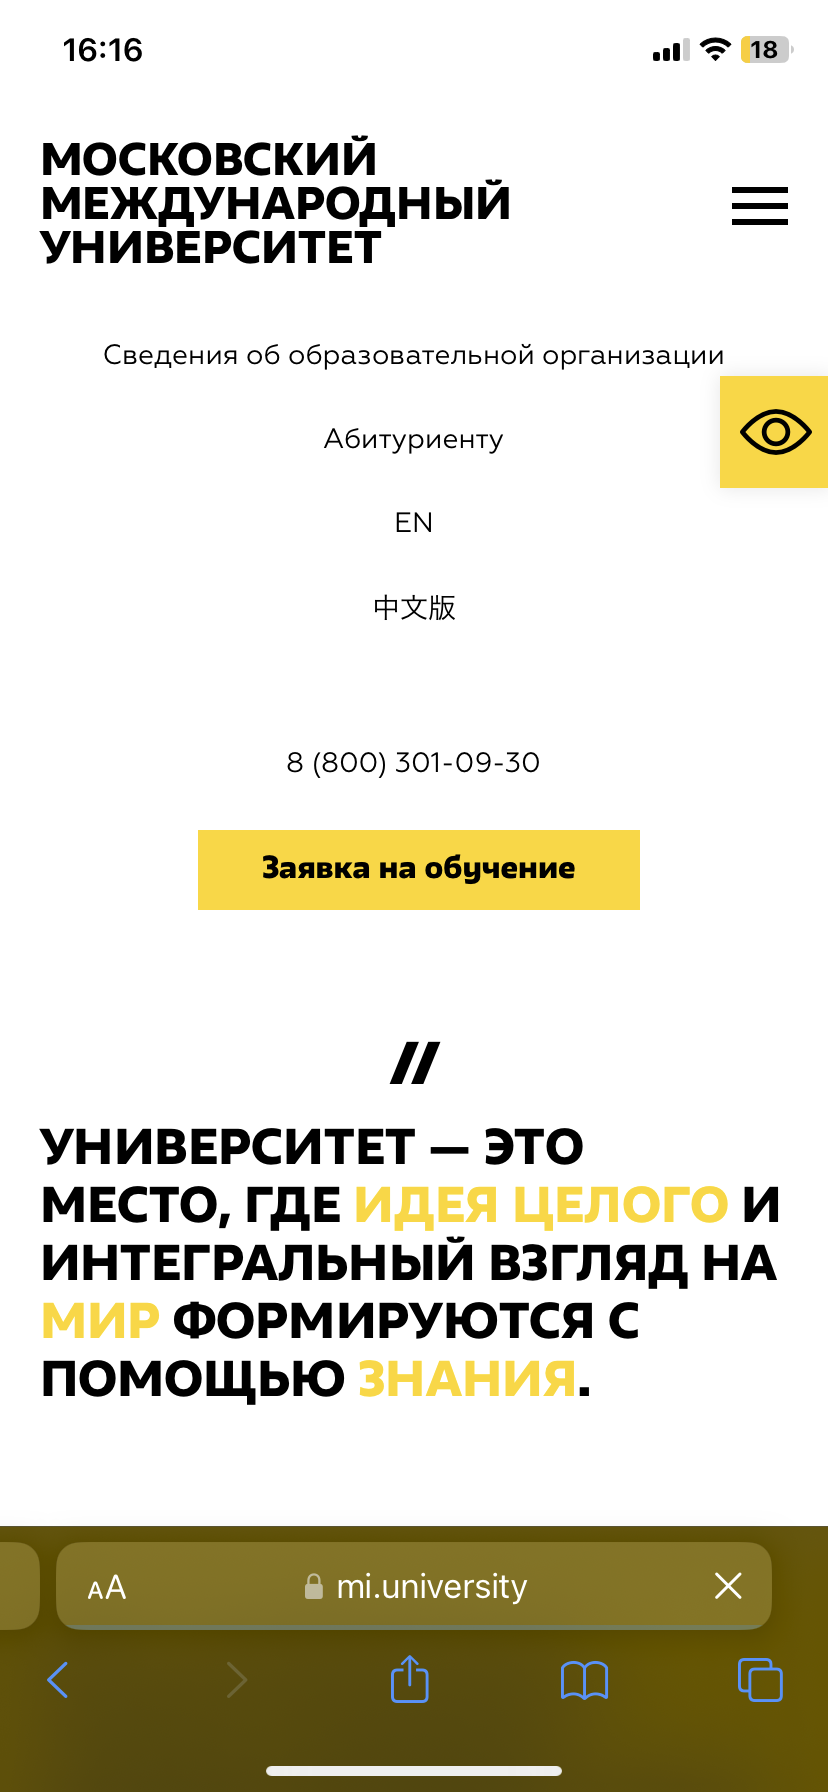 16:16
18
МОСКОВСКИЙ
МЕЖДУНАРОДНЫЙ
УНИВЕРСИТЕТ
Сведения об образовательной организации
Абитуриенту
EN
中文版
8 (800) 301-09-30
Заявка на обучение
//
УНИВЕРСИТЕТ — ЭТО
МЕСТО, ГДЕ ИДЕЯ ЦЕЛОГО И
ИНТЕГРАЛЬНЫЙ ВЗГЛЯД НА
МИР ФОРМИРУЮТСЯ С
ПОМОЩЬЮ ЗНАНИЯ.
AA mi.university